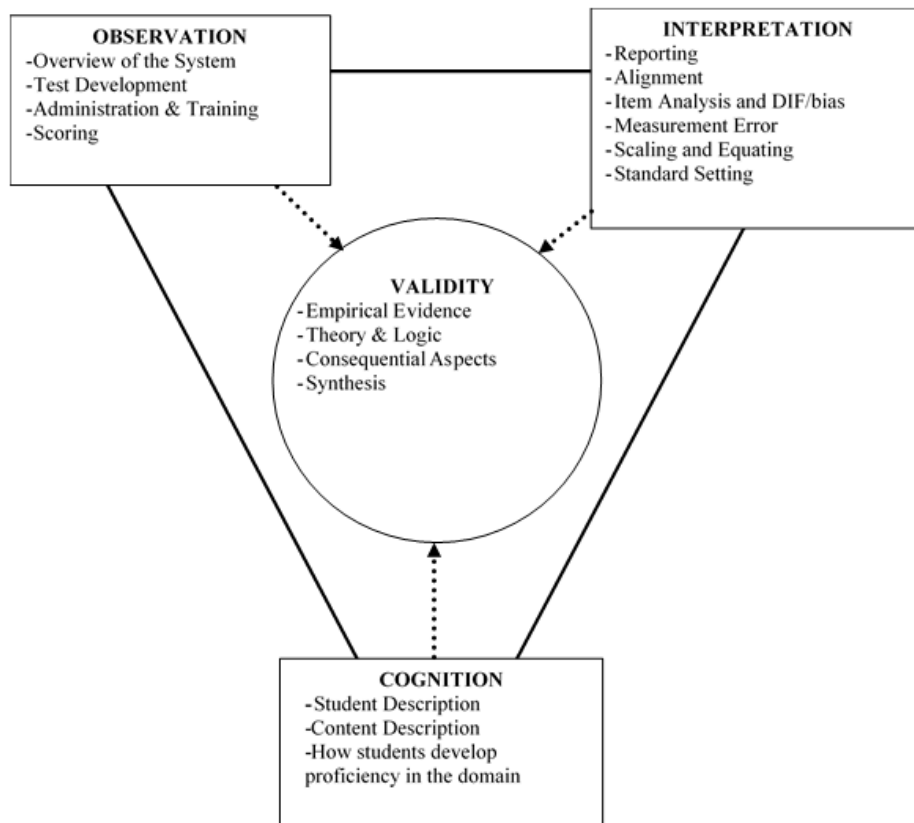 OBSERVATION
-Overview of the System
-Test Development
-Administration & Training
-Scoring
INTERPRETATION
-Reporting
-Alignment
-Item Analysis and DIF/bias
-Measurement Error
-Scaling and Equating
-Standard Setting
VALIDITY
-Empirical Evidence
-Theory & Logic
-Consequential Aspects
-Synthesis
COGNITION
-Student Description
-Content Description
-How students develop
proficiency in the domain